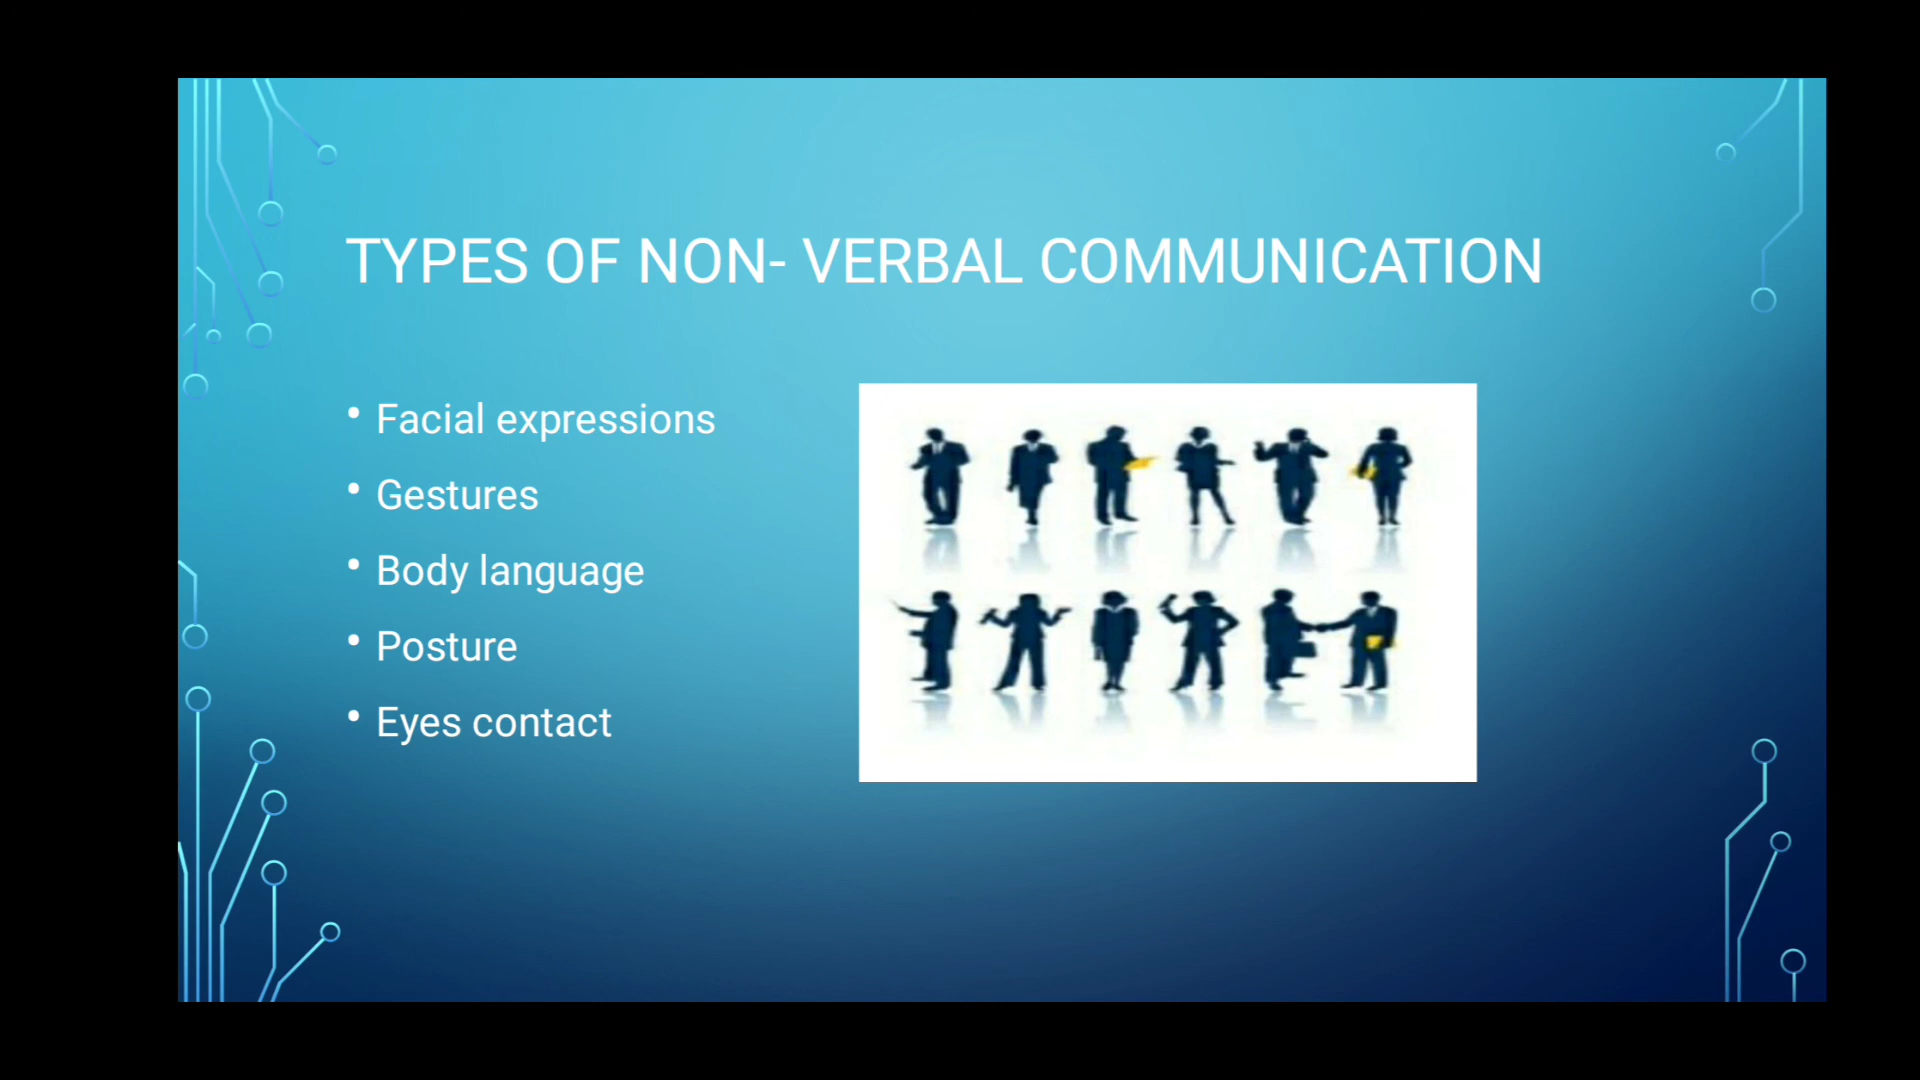 TYPES OF NON- VERBAL COMMUNICATION
• Facial expressions
• Gestures
• Body language
• Posture
• Eyes contact